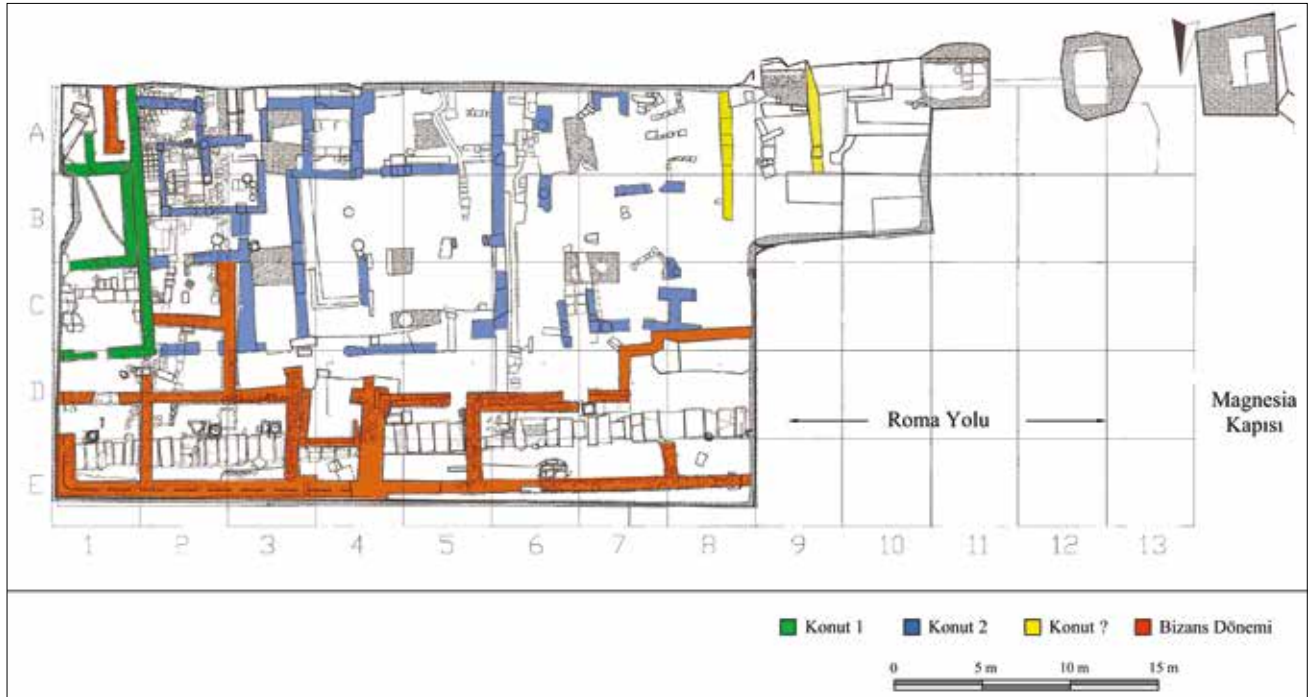 A
B
C
D
E
Roma Yolu
Magnesia
Kapısı
1 2 3 4 5 6 7 8 9 10 11 12 13
Konut 1 Konut 2 Konut ? Bizans Dönemi
0 5 m 10 m 15 m